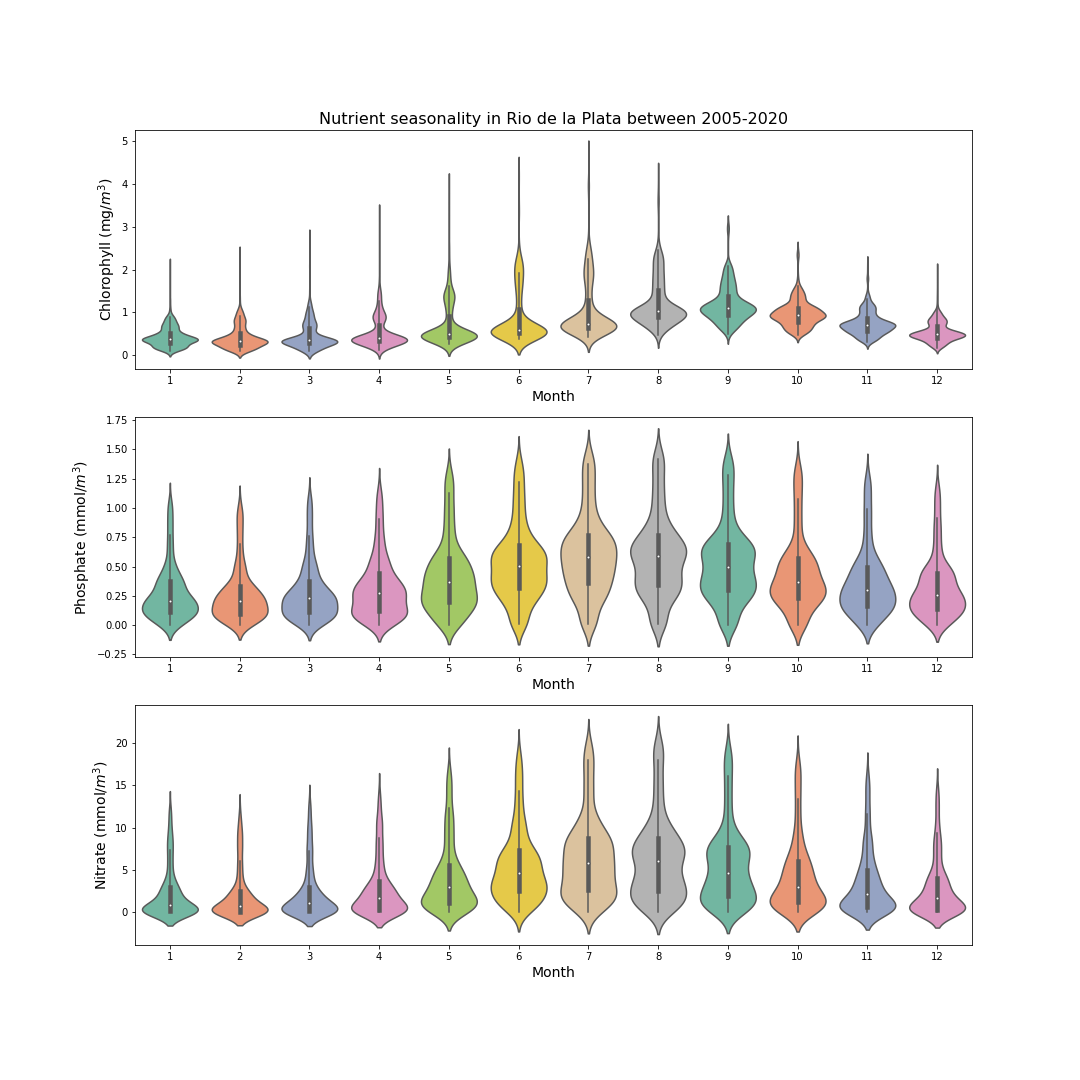 Nutrient seasonality in Rio de la Plata between 2005-2020
Chlorophyll (mg/m³)
5
4
3
2
1
0
1 2 3 4 5 6 7 8 9 10 11 12
Month
Phosphate (mmol/m³)
1.75
1.50
1.25
1.00
0.75
0.50
0.25
0.00
−0.25
1 2 3 4 5 6 7 8 9 10 11 12
Month
Nitrate (mmol/m³)
20
15
10
5
0
1 2 3 4 5 6 7 8 9 10 11 12
Month